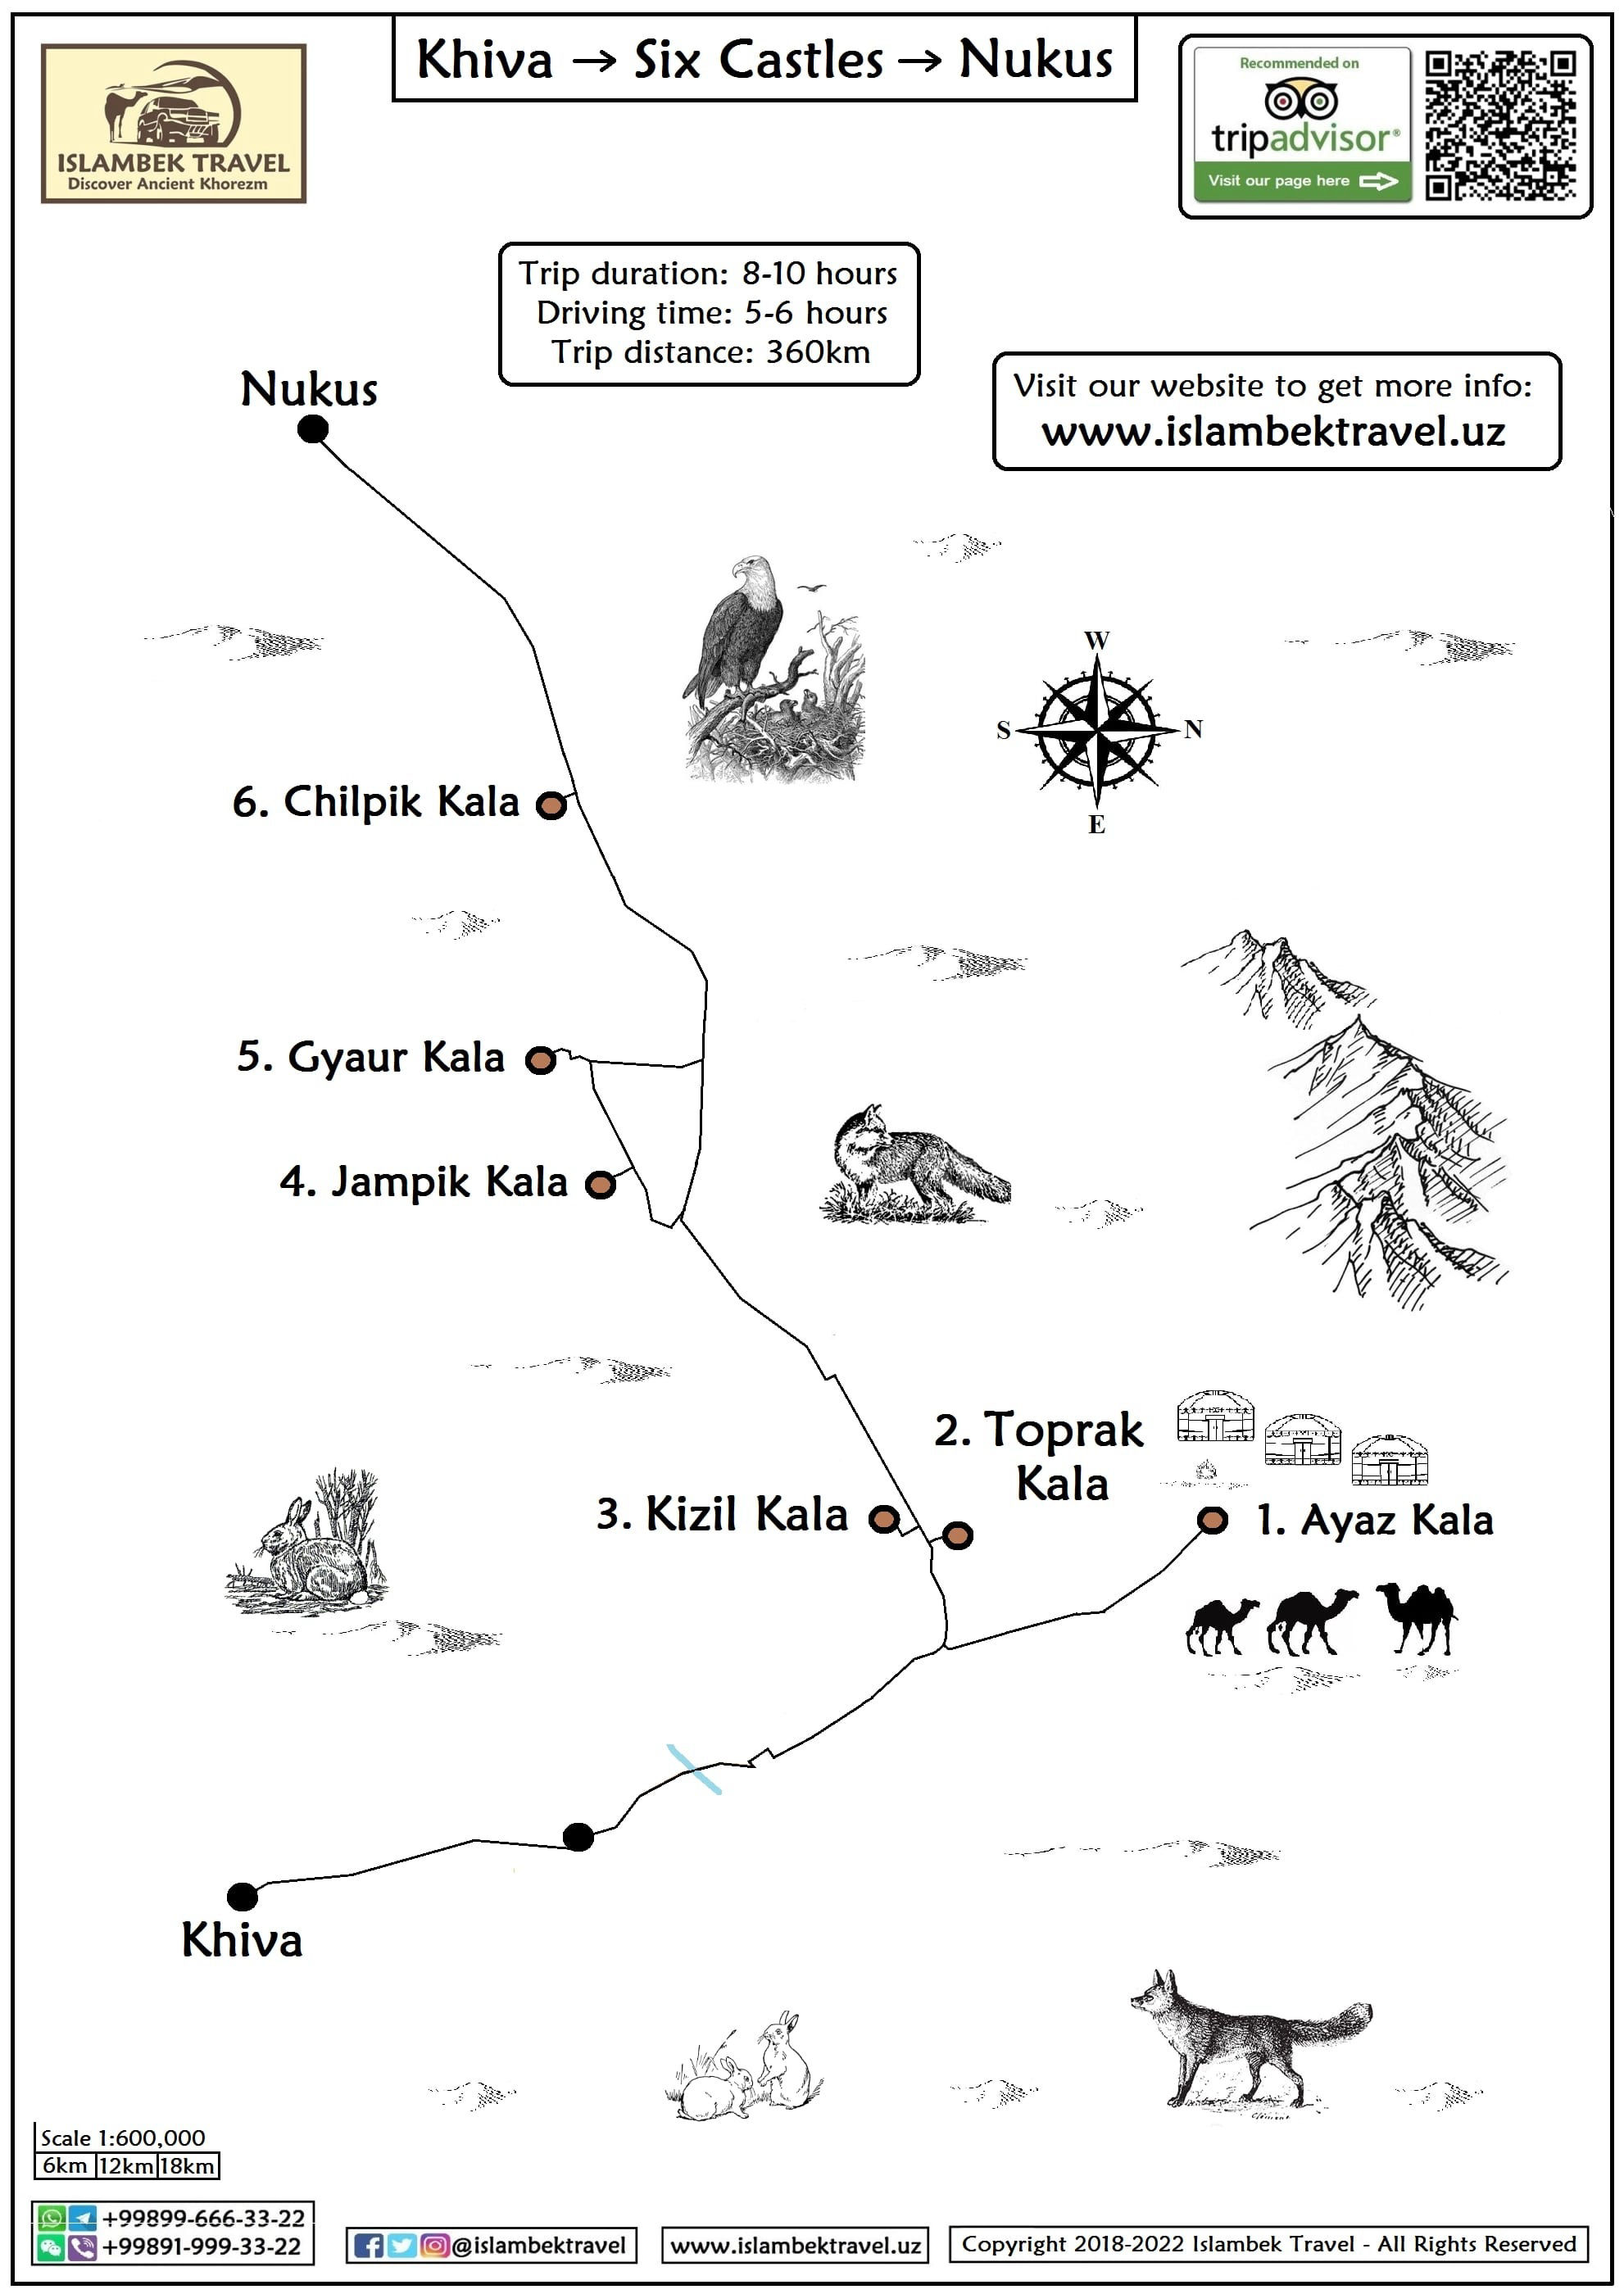 Khiva → Six Castles → Nukus
ISLAMBEK TRAVEL
Discover Ancient Khorezm
Recommended on
tripadvisor®
Visit our page here
Trip duration: 8-10 hours
Driving time: 5-6 hours
Trip distance: 360km
Visit our website to get more info:
www.islambektravel.uz
Nukus
W
S
N
E
6. Chilpik Kala
5. Gyaur Kala
4. Jampik Kala
2. Toprak
Kala
3. Kizil Kala
1. Ayaz Kala
Khiva
Scale 1:600,000
6km 12km 18km
+99899-666-33-22
+99891-999-33-22
@islambektravel
www.islambektravel.uz
Copyright 2018-2022 Islambek Travel - All Rights Reserved